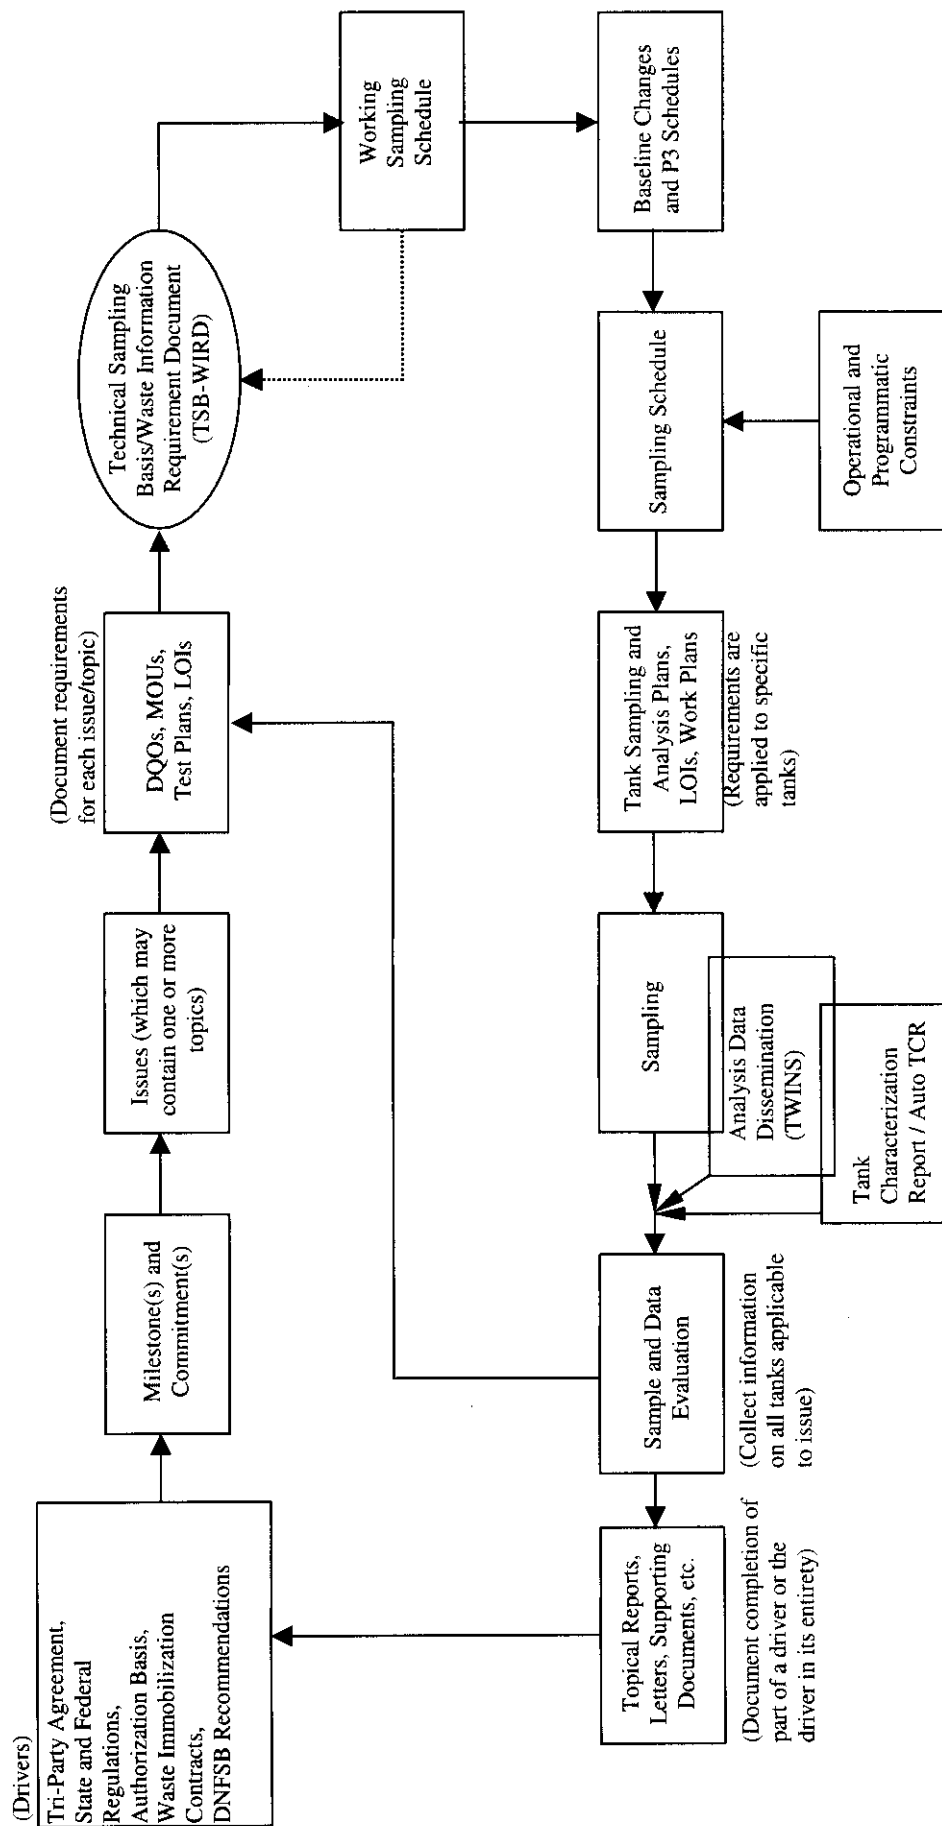 (Drivers)
Tri-Party Agreement,
State and Federal
Regulations,
Authorization Basis,
Waste Immobilization
Contracts,
DNFSB Recommendations
Milestone(s) and
Commitment(s)
Issues (which may
contain one or more
topics)
(Document requirements
for each issue/topic)
DQOs, MOUs,
Test Plans, LOIs
Technical Sampling
Basis/Waste Information
Requirement Document
(TSB-WIRD)
Working
Sampling
Schedule
Baseline Changes
and P3 Schedules
Sampling Schedule
Operational and
Programmatic
Constraints
Tank Sampling and
Analysis Plans,
LOIs, Work Plans
(Requirements are
applied to specific
tanks)
Sampling
Analysis Data
Dissemination
(TWINS)
Tank
Characterization
Report / Auto TCR
Sample and Data
Evaluation
(Collect information
on all tanks applicable
to issue)
Topical Reports,
Letters, Supporting
Documents, etc.
(Document completion of
part of a driver or the
driver in its entirety)